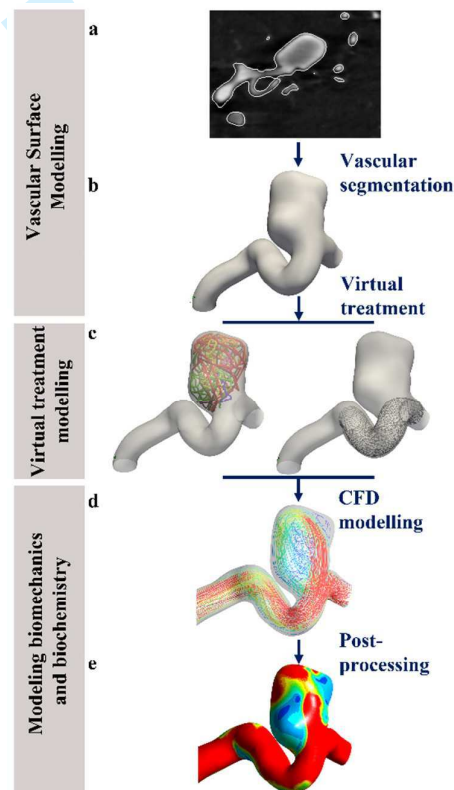 a
Vascular Surface
Modelling
Vascular
segmentation
b
Virtual
treatment
c
Virtual treatment
modelling
d
CFD
modelling
Modeling biomechanics
and biochemistry
Post-
processing
e